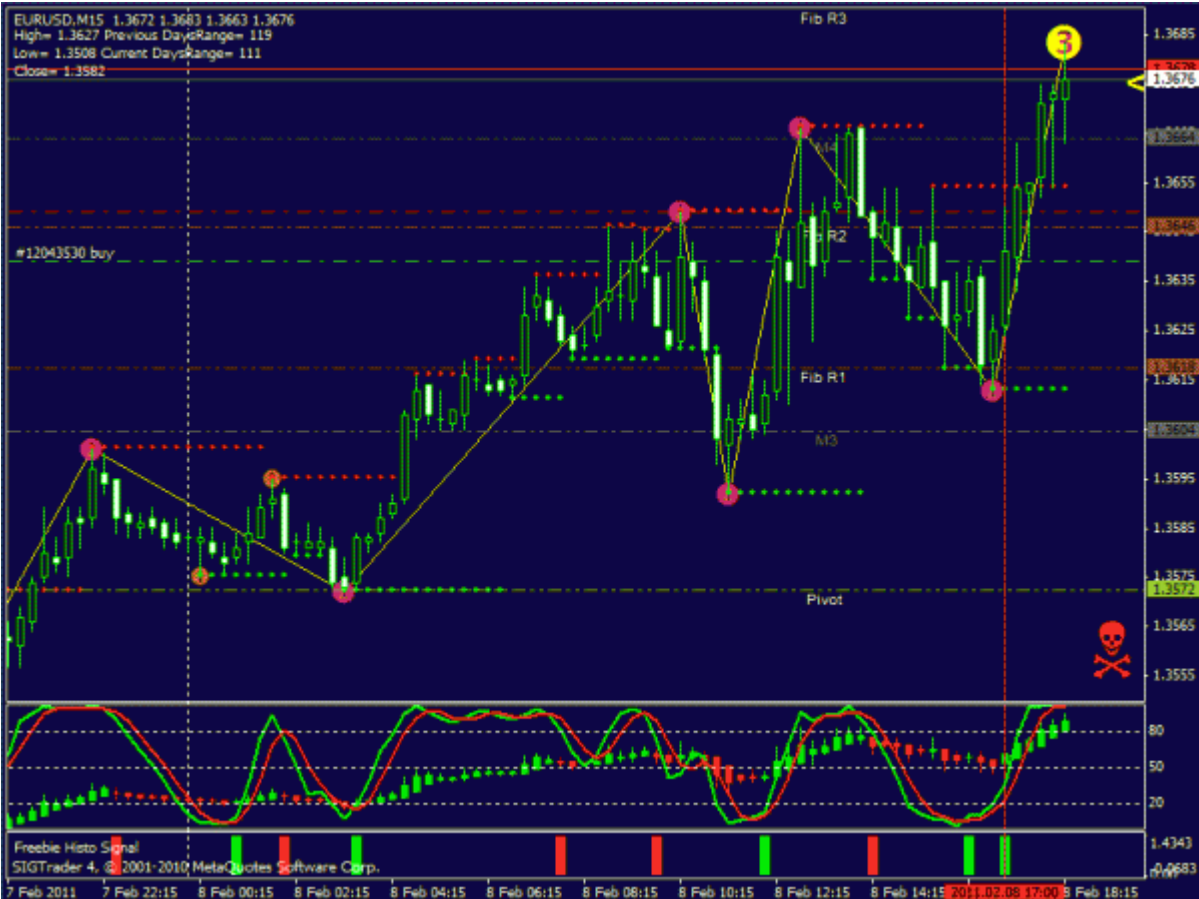 EURUSD,M15 1.3672 1.3683 1.3663 1.3676
High= 1.3627 Previous DaysRange= 119
Low= 1.3508 Current DaysRange= 111
Close= 1.3582
Fib R3
3
1.3685
1.3678
1.3676
<
1.3664
M4
1.3655
1.3646
Fib R2
#12043530 buy
1.3635
1.3625
1.3618
1.3615
Fib R1
1.3604
M3
1.3595
1.3585
1.3575
1.3572
Pivot
1.3565
1.3555
80
50
20
Freebie Histo Signal
1.4343
SIGTrader 4, © 2001-2010 MetaQuotes Software Corp.
7 Feb 2011 7 Feb 22:15 8 Feb 00:15 8 Feb 02:15 8 Feb 04:15 8 Feb 06:15 8 Feb 08:15 8 Feb 10:15 8 Feb 12:15 8 Feb 14:15 2011.02.08 17:00 8 Feb 18:15